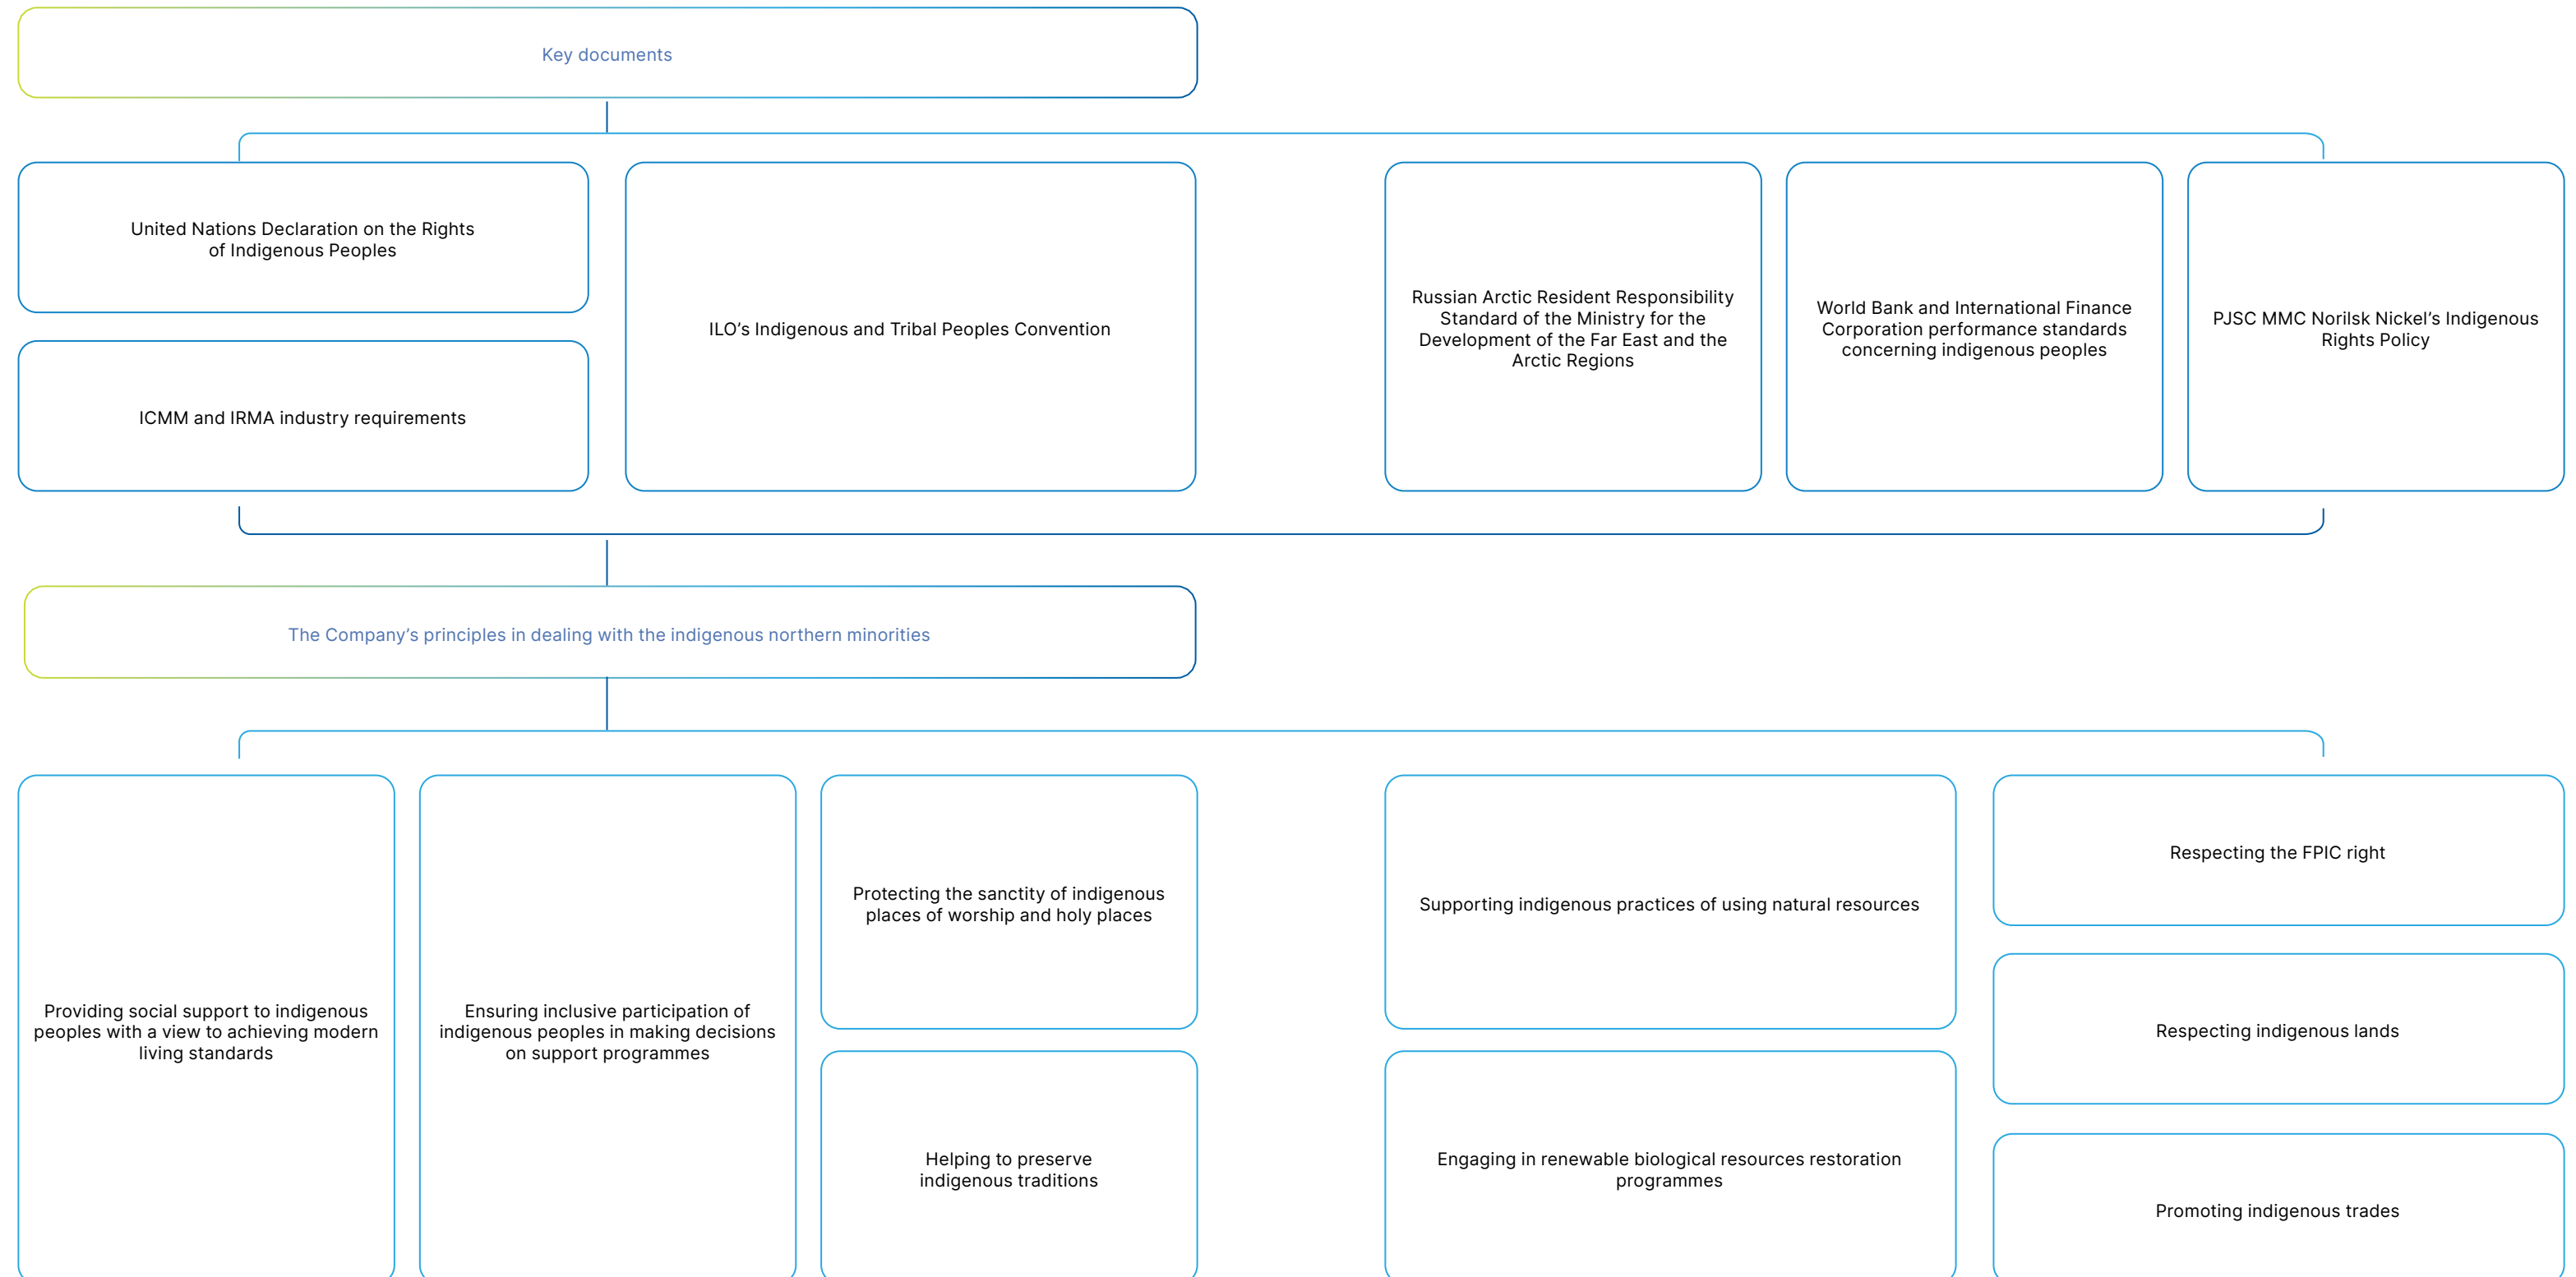 Key documents
United Nations Declaration on the Rights
of Indigenous Peoples
ICMM and IRMA industry requirements
ILO’s Indigenous and Tribal Peoples Convention
Russian Arctic Resident Responsibility
Standard of the Ministry for the
Development of the Far East and the
Arctic Regions
World Bank and International Finance
Corporation performance standards
concerning indigenous peoples
PJSC MMC Norilsk Nickel’s Indigenous
Rights Policy
The Company’s principles in dealing with the indigenous northern minorities
Providing social support to indigenous
peoples with a view to achieving modern
living standards
Ensuring inclusive participation of
indigenous peoples in making decisions
on support programmes
Protecting the sanctity of indigenous
places of worship and holy places
Helping to preserve
indigenous traditions
Supporting indigenous practices of using natural resources
Engaging in renewable biological resources restoration
programmes
Respecting the FPIC right
Respecting indigenous lands
Promoting indigenous trades